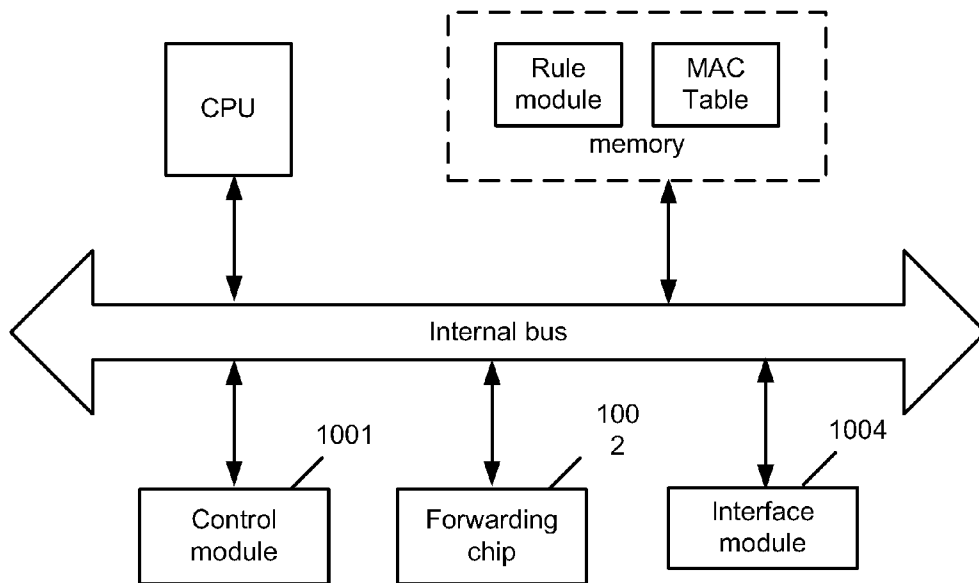 CPU
Rule
module
MAC
Table
memory
Internal bus
1001
100
2
1004
Control
module
Forwarding
chip
Interface
module